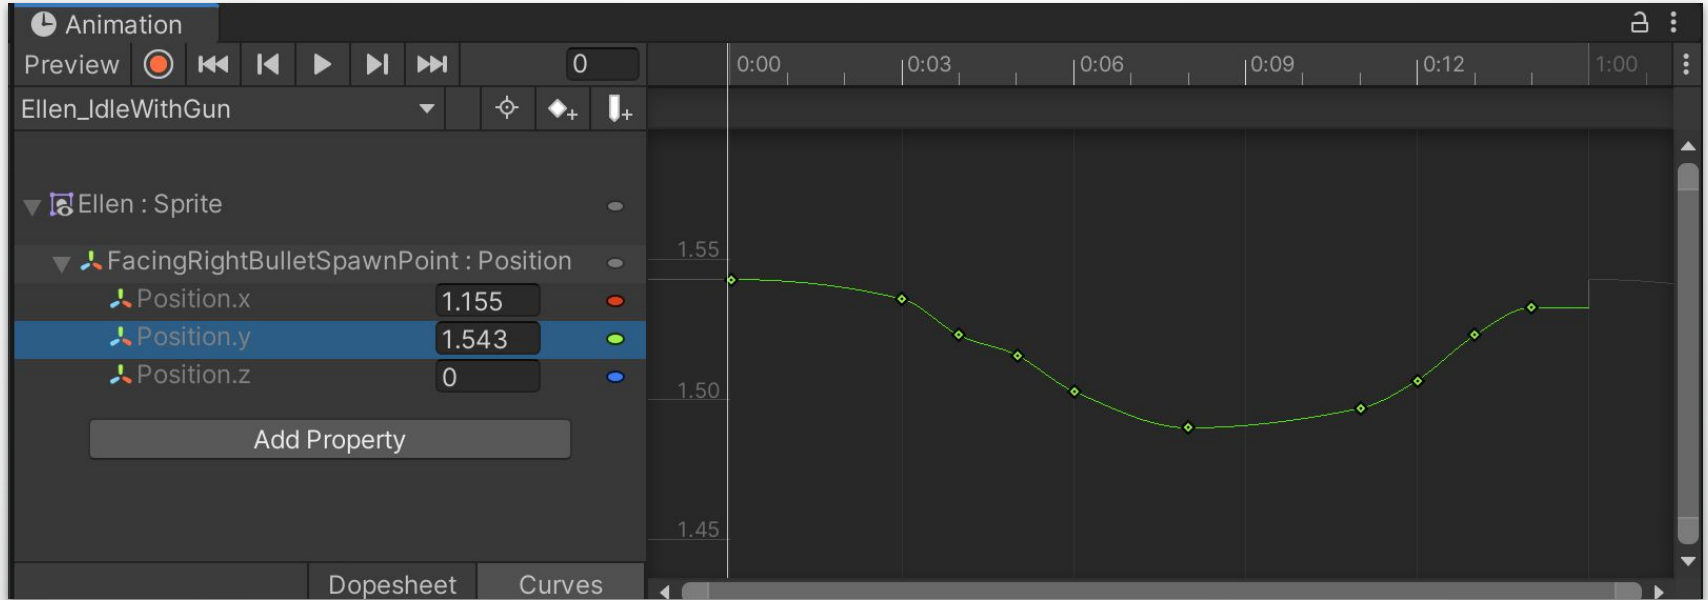 Animation
Preview 0 0:00 0:03 0:06 0:09 0:12 1:00
Ellen_IdleWithGun
Ellen : Sprite
1.55
FacingRightBulletSpawnPoint : Position
Position.x 1.155
Position.y 1.543
Position.z 0
1.50
Add Property
1.45
Dopesheet Curves